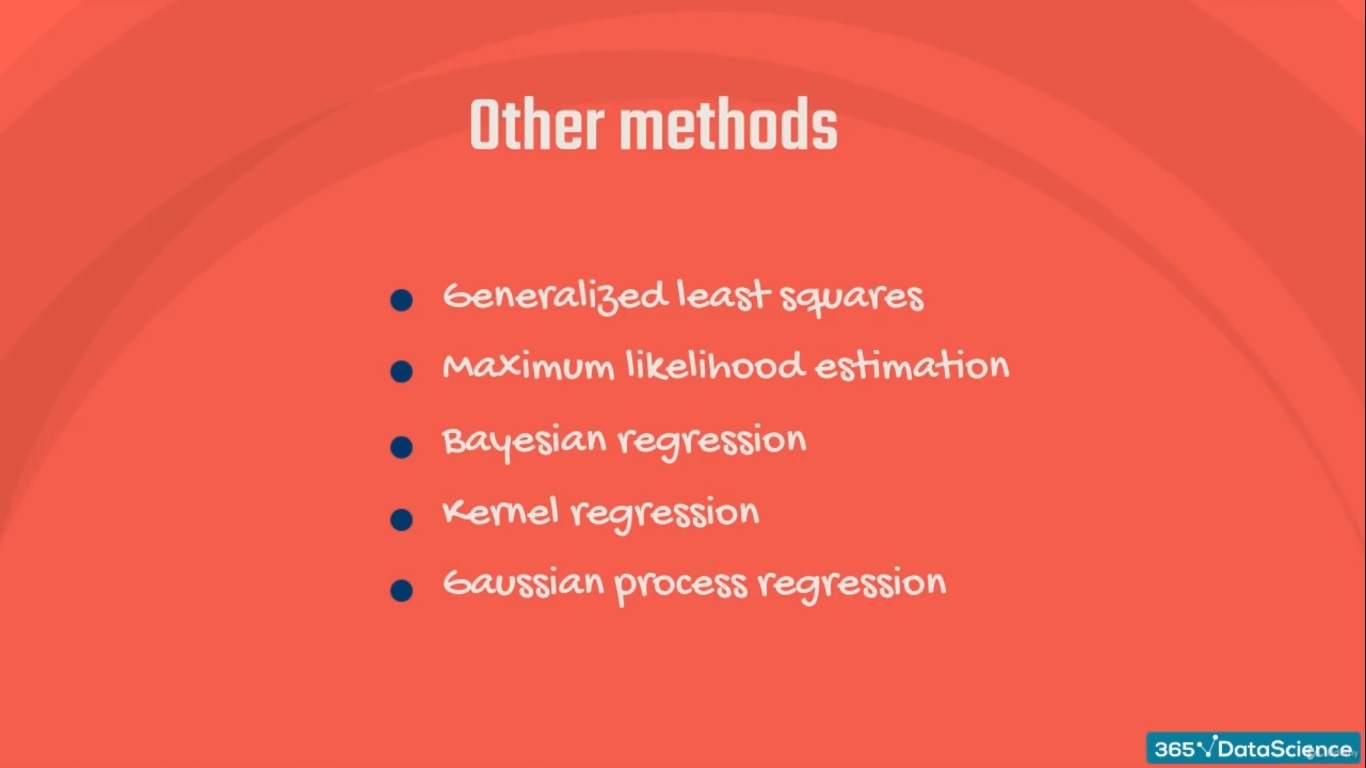 Other methods
Generalized least squares
Maximum likelihood estimation
Bayesian regression
Kernel regression
Gaussian process regression
365 DataScience